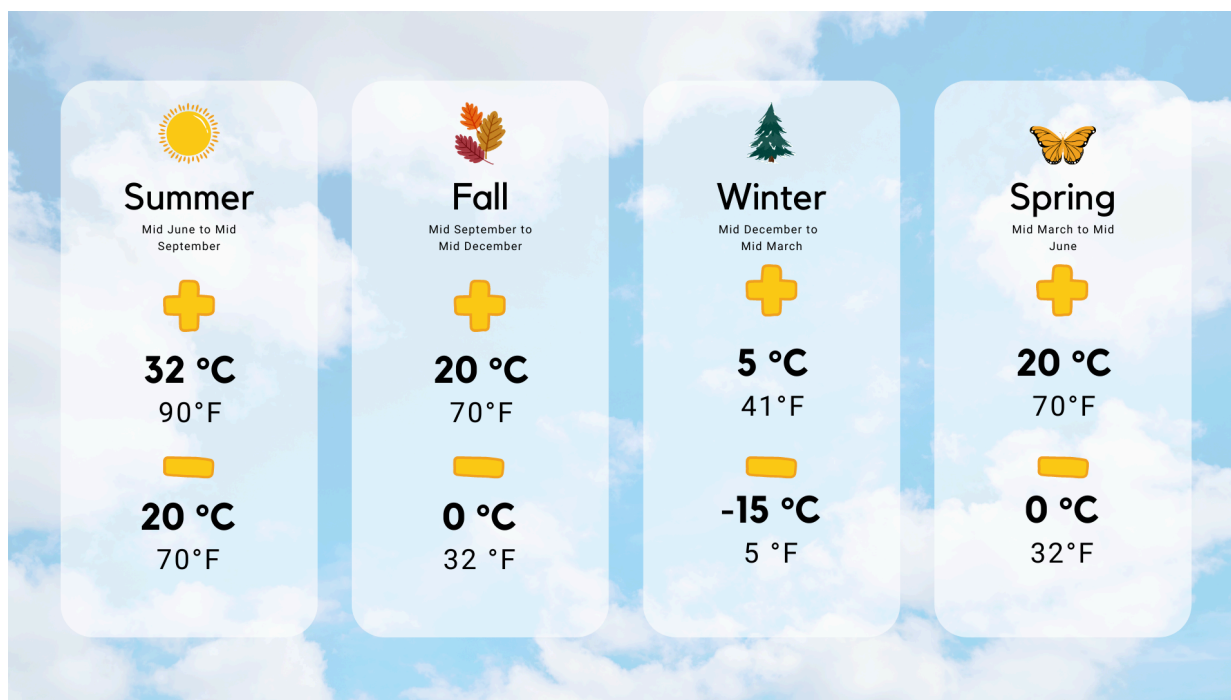 Summer
Mid June to Mid
September
32 °C
90°F
20 °C
70°F
Fall
Mid September to
Mid December
20 °C
70°F
0 °C
32 °F
Winter
Mid December to
Mid March
5 °C
41°F
-15 °C
5 °F
Spring
Mid March to Mid
June
20 °C
70°F
0 °C
32°F